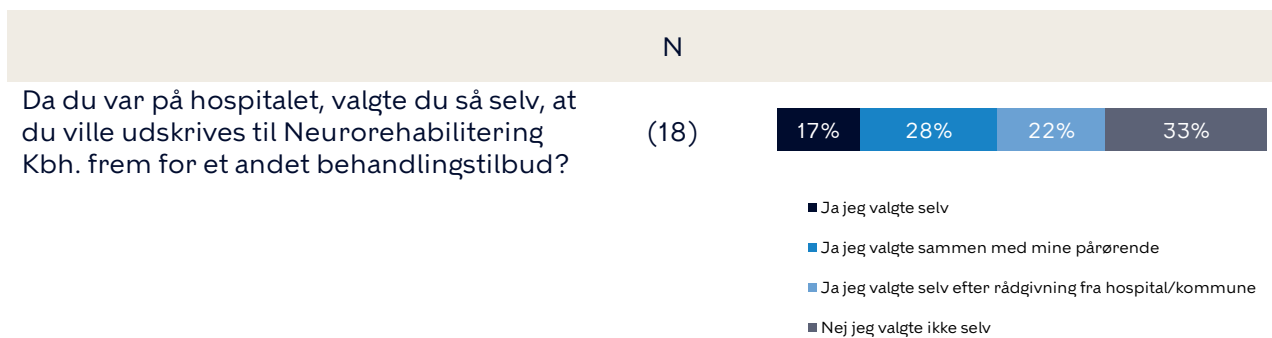 N
Da du var på hospitalet, valgte du så selv, at
du ville udskrives til Neurorehabilitering
Kbh. frem for et andet behandlingstilbud?
(18)
17% 28% 22% 33%
Ja jeg valgte selv
Ja jeg valgte sammen med mine pårørende
Ja jeg valgte selv efter rådgivning fra hospital/kommune
Nej jeg valgte ikke selv